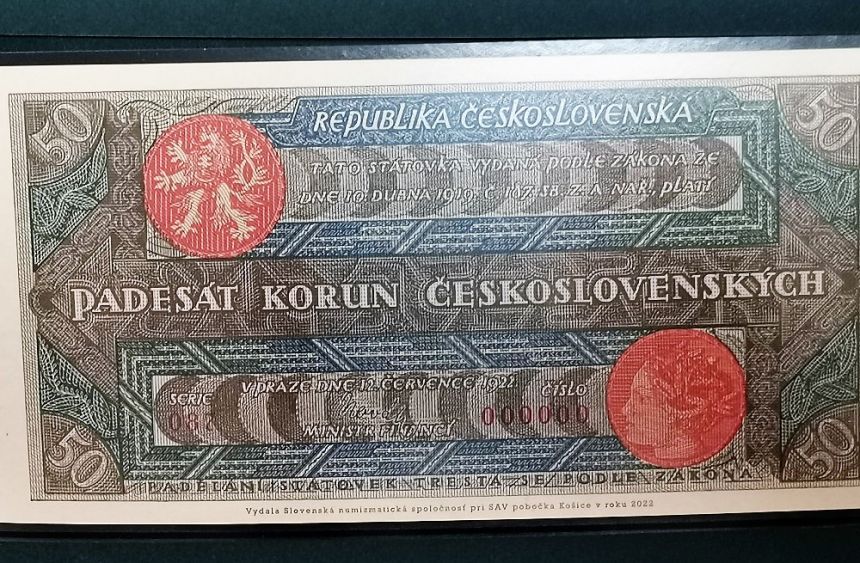 50
50
REPUBLIKA ČESKOSLOVENSKÁ
TATO STÁTOVKA VYDANÁ PODLE ZÁKONA ZE
DNE 10. DUBNA 1919. Č. 187. SB. Z. A NAŘ. PLATÍ
PADESÁT KORUN ČESKOSLOVENSKÝCH
SERIE V PRAZE DNE 12. ČERVENCE 1922 ČÍSLO
087 000000
MINISTR FINANCÍ
50
50
PADĚLÁNÍ STÁTOVEK TRESTÁ SE PODLE ZÁKONA
Vydala Slovenská numizmatická spoločnosť pri SAV pobočka Košice v roku 2022